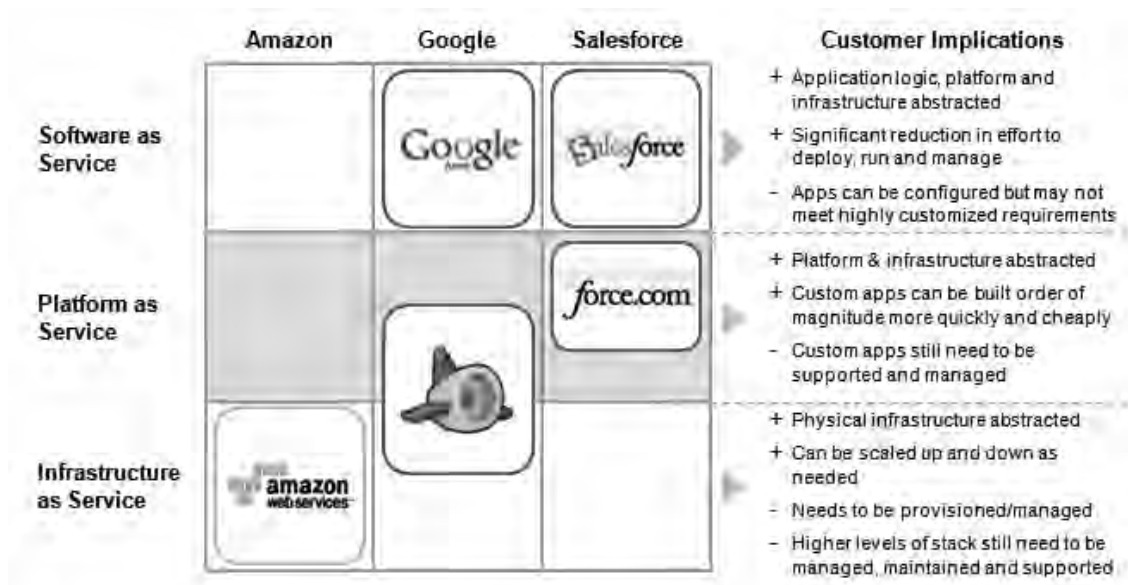 Amazon Google Salesforce Customer Implications
Software as
Service
Google
salesforce
+ Application logic, platform and
infrastructure abstracted
+ Significant reduction in effort to
deploy, run and manage
- Apps can be configured but may not
meet highly customized requirements
Platform as
Service
force.com
+ Platform & infrastructure abstracted
+ Custom apps can be built order of
magnitude more quickly and cheaply
- Custom apps still need to be
supported and managed
Infrastructure
as Service
amazon
webservices™
+ Physical infrastructure abstracted
+ Can be scaled up and down as
needed
- Needs to be provisioned/managed
- Higher levels of stack still need to be
managed, maintained and supported